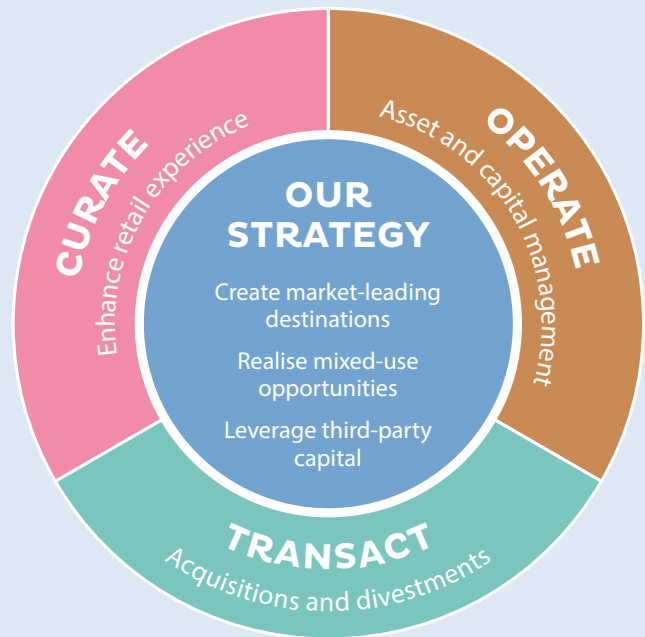 CURATE
Enhance retail experience
OPERATE
Asset and capital management
OUR
STRATEGY
Create market-leading
destinations
Realise mixed-use
opportunities
Leverage third-party
capital
TRANSACT
Acquisitions and divestments